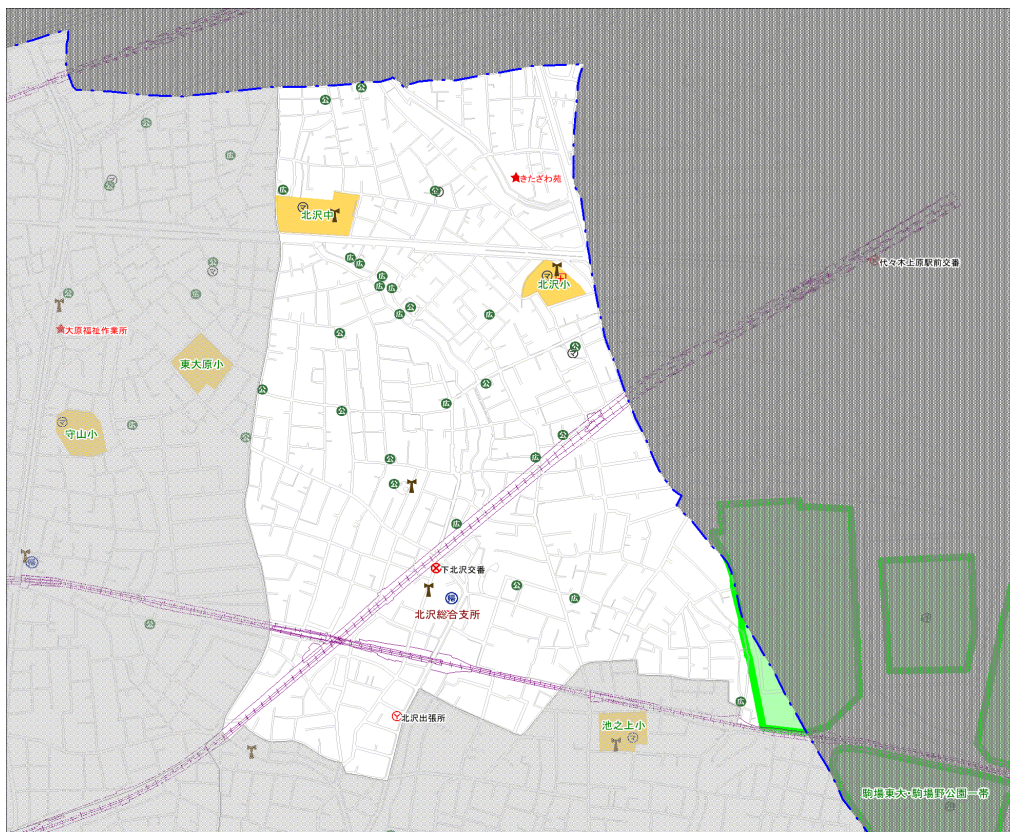 きたざわ苑
北沢中
代々木上原駅前交番
北沢小
大原福祉作業所
東大原小
守山小
下北沢交番
北沢総合支所
北沢出張所
池之上小
駒場東大・駒場野公園一帯